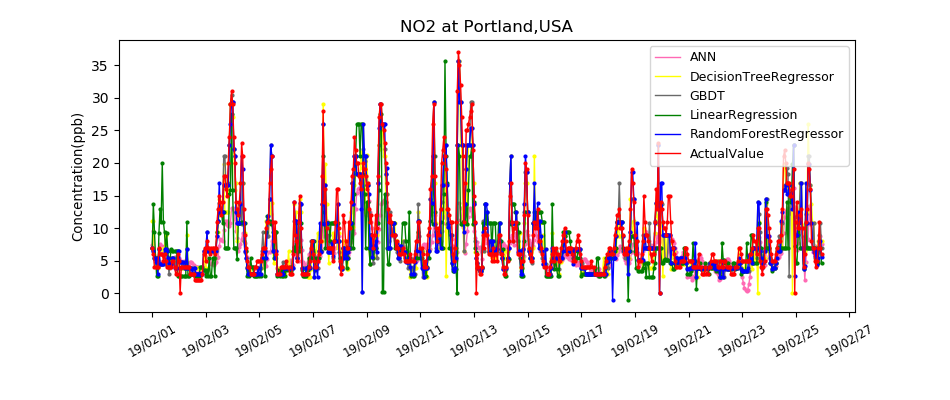 NO2 at Portland,USA
Concentration(ppb)
35
30
25
20
15
10
5
0
ANN
DecisionTreeRegressor
GBDT
LinearRegression
RandomForestRegressor
ActualValue
19/02/01
19/02/03
19/02/05
19/02/07
19/02/09
19/02/11
19/02/13
19/02/15
19/02/17
19/02/19
19/02/21
19/02/23
19/02/25
19/02/27